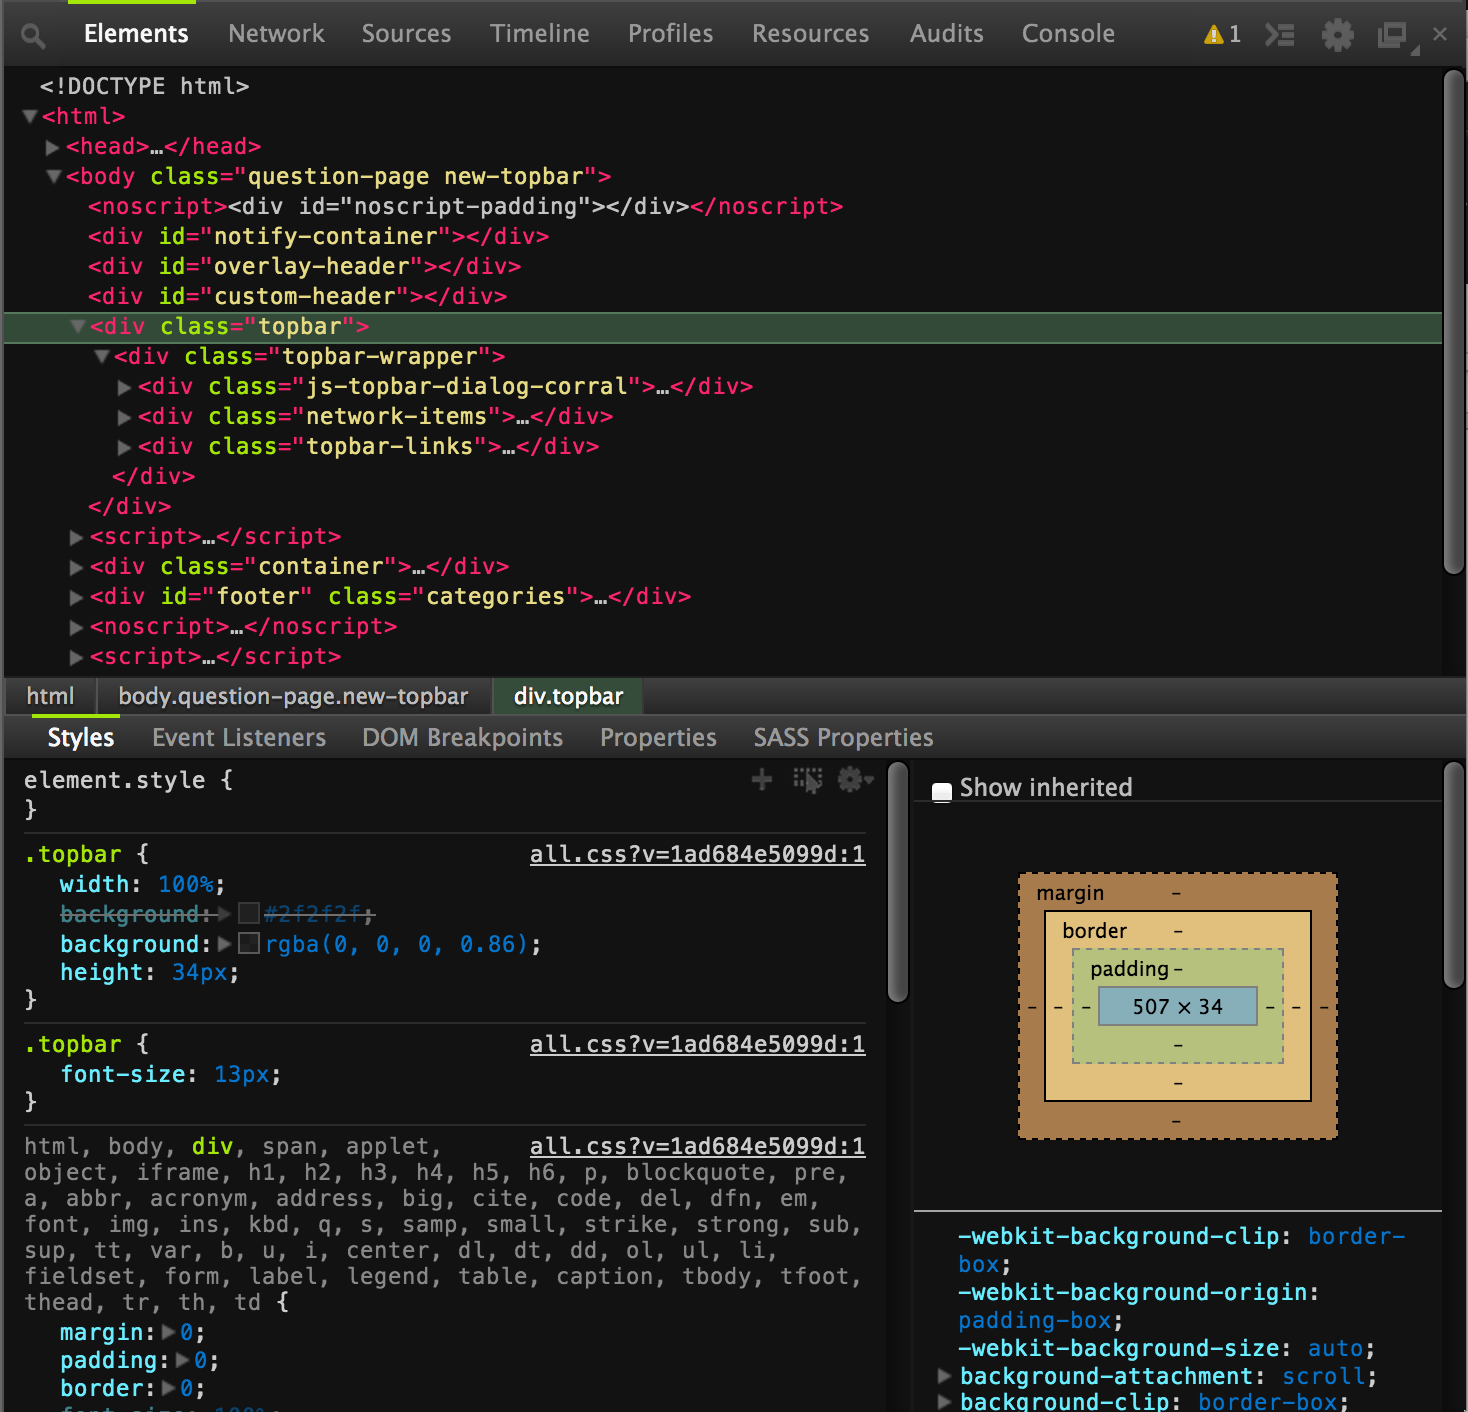 Elements Network Sources Timeline Profiles Resources Audits Console 1
<!DOCTYPE html>
<html>
<head>…</head>
<body class="question-page new-topbar">
<noscript><div id="noscript-padding"></div></noscript>
<div id="notify-container"></div>
<div id="overlay-header"></div>
<div id="custom-header"></div>
<div class="topbar">
<div class="topbar-wrapper">
<div class="js-topbar-dialog-corral">…</div>
<div class="network-items">…</div>
<div class="topbar-links">…</div>
</div>
</div>
<script>…</script>
<div class="container">…</div>
<div id="footer" class="categories">…</div>
<noscript>…</noscript>
<script>…</script>
html body.question-page.new-topbar div.topbar
Styles Event Listeners DOM Breakpoints Properties SASS Properties
element.style {
}
.topbar { all.css?v=1ad684e5099d:1
width: 100%;
background: #2f2f2f;
background: rgba(0, 0, 0, 0.86);
height: 34px;
}
.topbar { all.css?v=1ad684e5099d:1
font-size: 13px;
}
html, body, div, span, applet, all.css?v=1ad684e5099d:1
object, iframe, h1, h2, h3, h4, h5, h6, p, blockquote, pre,
a, abbr, acronym, address, big, cite, code, del, dfn, em,
font, img, ins, kbd, q, s, samp, small, strike, strong, sub,
sup, tt, var, b, u, i, center, dl, dt, dd, ol, ul, li,
fieldset, form, label, legend, table, caption, tbody, tfoot,
thead, tr, th, td {
margin: 0;
padding: 0;
border: 0;
font-size: 100%;
Show inherited
margin -
border -
padding -
- - - 507 × 34 - - -
-
-
-
-webkit-background-clip: border-
box;
-webkit-background-origin:
padding-box;
-webkit-background-size: auto;
background-attachment: scroll;
background-clip: border-box;